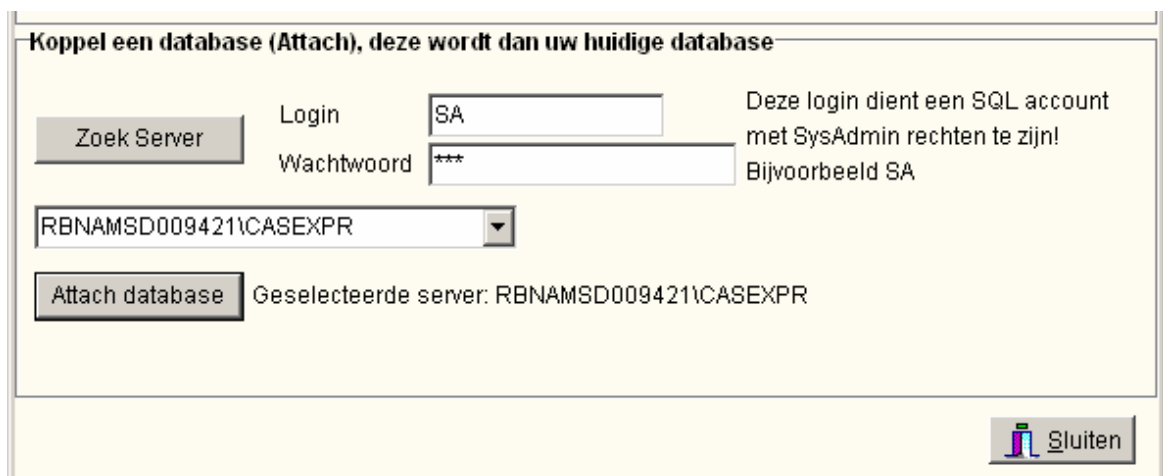 Koppel een database (Attach), deze wordt dan uw huidige database
Zoek Server
Login
SA
Wachtwoord
***
Deze login dient een SQL account
met SysAdmin rechten te zijn!
Bijvoorbeeld SA
RBNAMSD009421\CASEXPR
Attach database
Geselecteerde server: RBNAMSD009421\CASEXPR
Sluiten